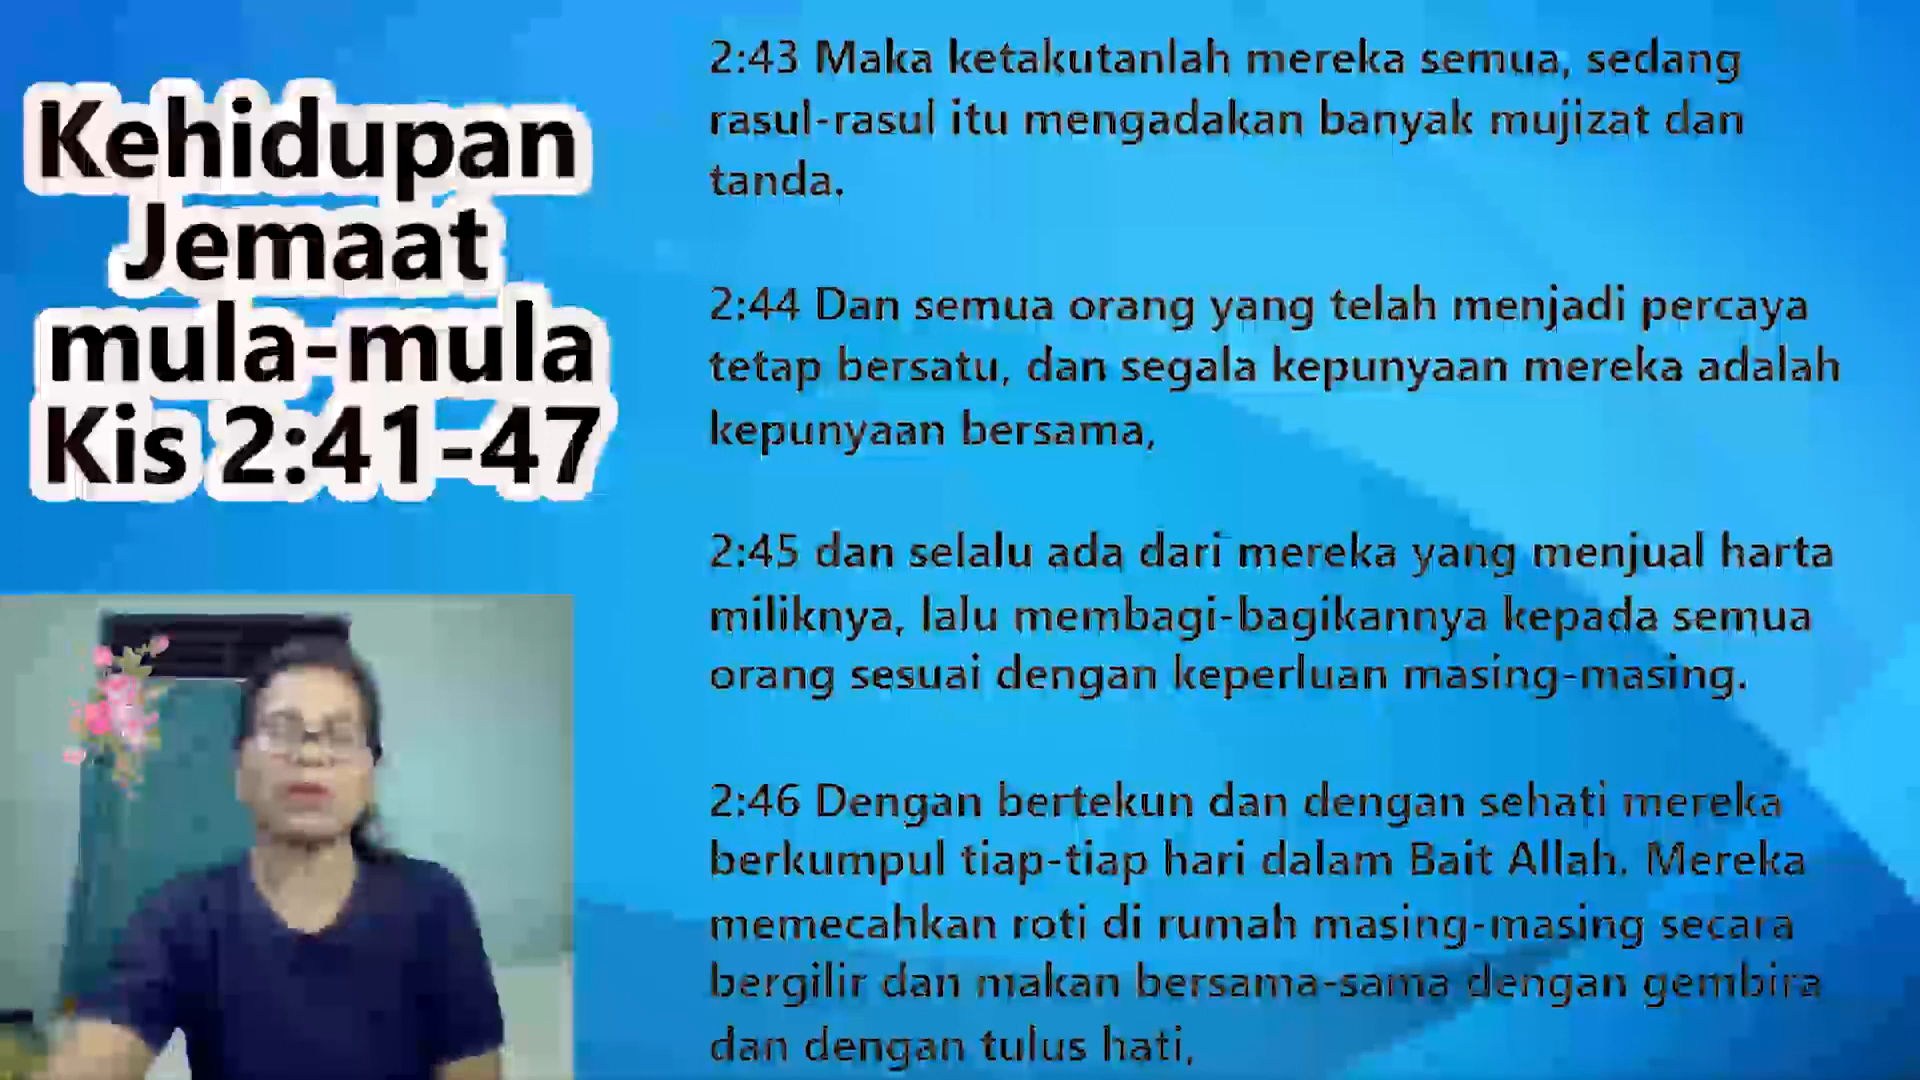 Kehidupan
Jemaat
mula-mula
Kis 2:41-47
2:43 Maka ketakutanlah mereka semua, sedang
rasul-rasul itu mengadakan banyak mujizat dan
tanda.
2:44 Dan semua orang yang telah menjadi percaya
tetap bersatu, dan segala kepunyaan mereka adalah
kepunyaan bersama,
2:45 dan selalu ada dari mereka yang menjual harta
miliknya, lalu membagi-bagikannya kepada semua
orang sesuai dengan keperluan masing-masing.
2:46 Dengan bertekun dan dengan sehati mereka
berkumpul tiap-tiap hari dalam Bait Allah. Mereka
memecahkan roti di rumah masing-masing secara
bergilir dan makan bersama-sama dengan gembira
dan dengan tulus hati,